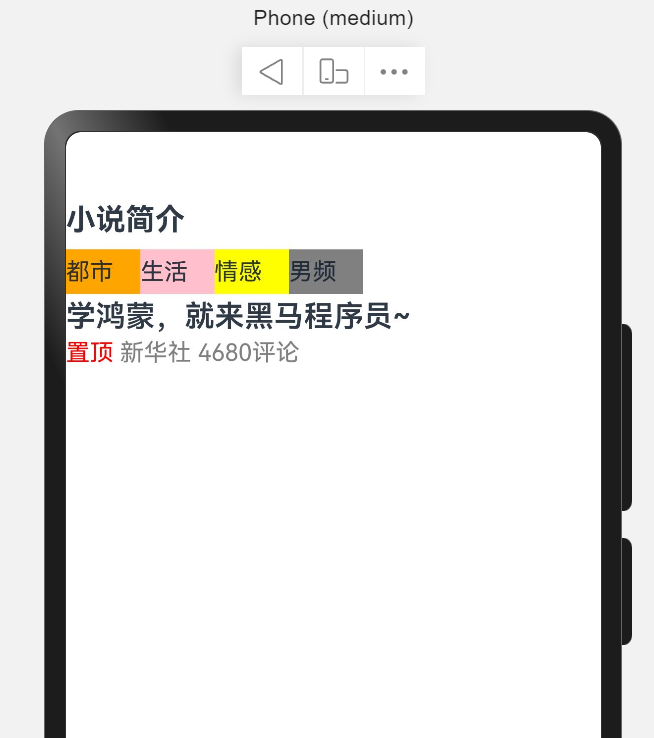 Phone (medium)
小说简介
都市 生活 情感 男频
学鸿蒙，就来黑马程序员~
置顶 新华社 4680评论